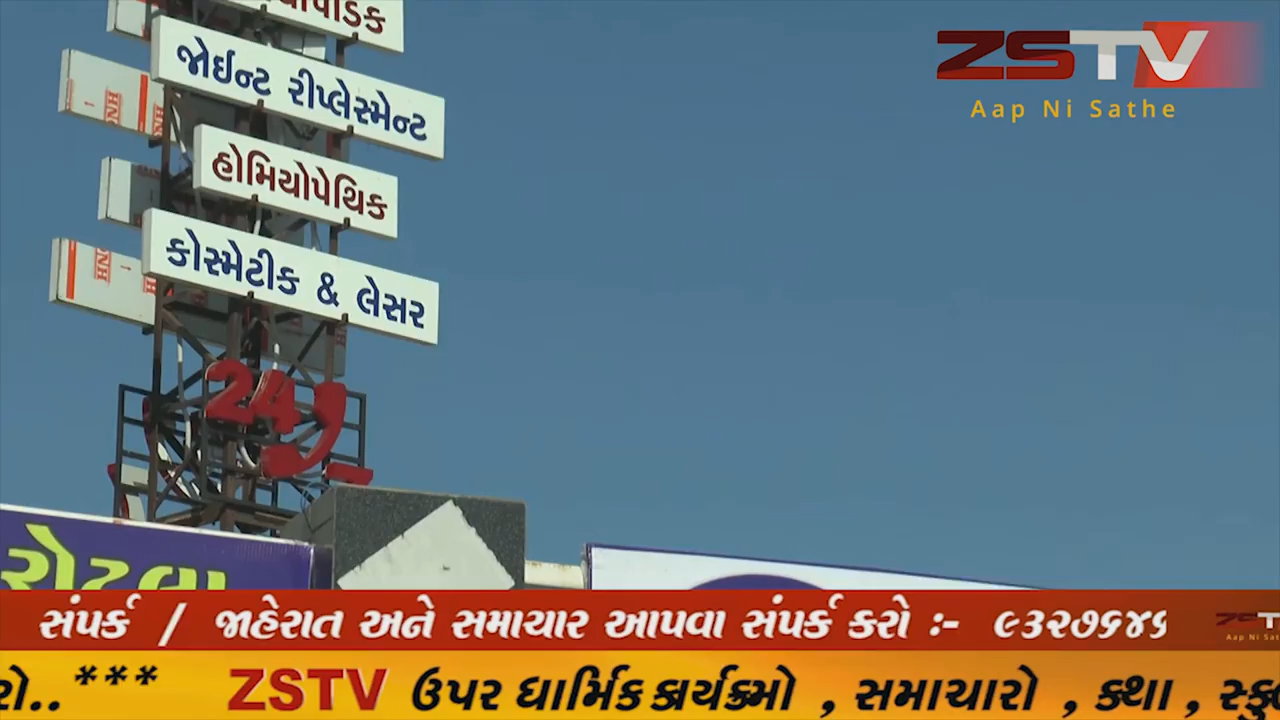 જોઈન્ટ રીપ્લેસ્મેન્ટ
હોમિયોપેથિક
કોસ્મેટીક & લેસર
24
ZSTV
Aap Ni Sathe
સંપર્ક / જાહેરાત અને સમાચાર આપવા સંપર્ક કરો :- ૯૩૨૭૬૪૬
*** ZSTV ઉપર ધાર્મિક કાર્યક્રમો , સમાચારો , કથા ,